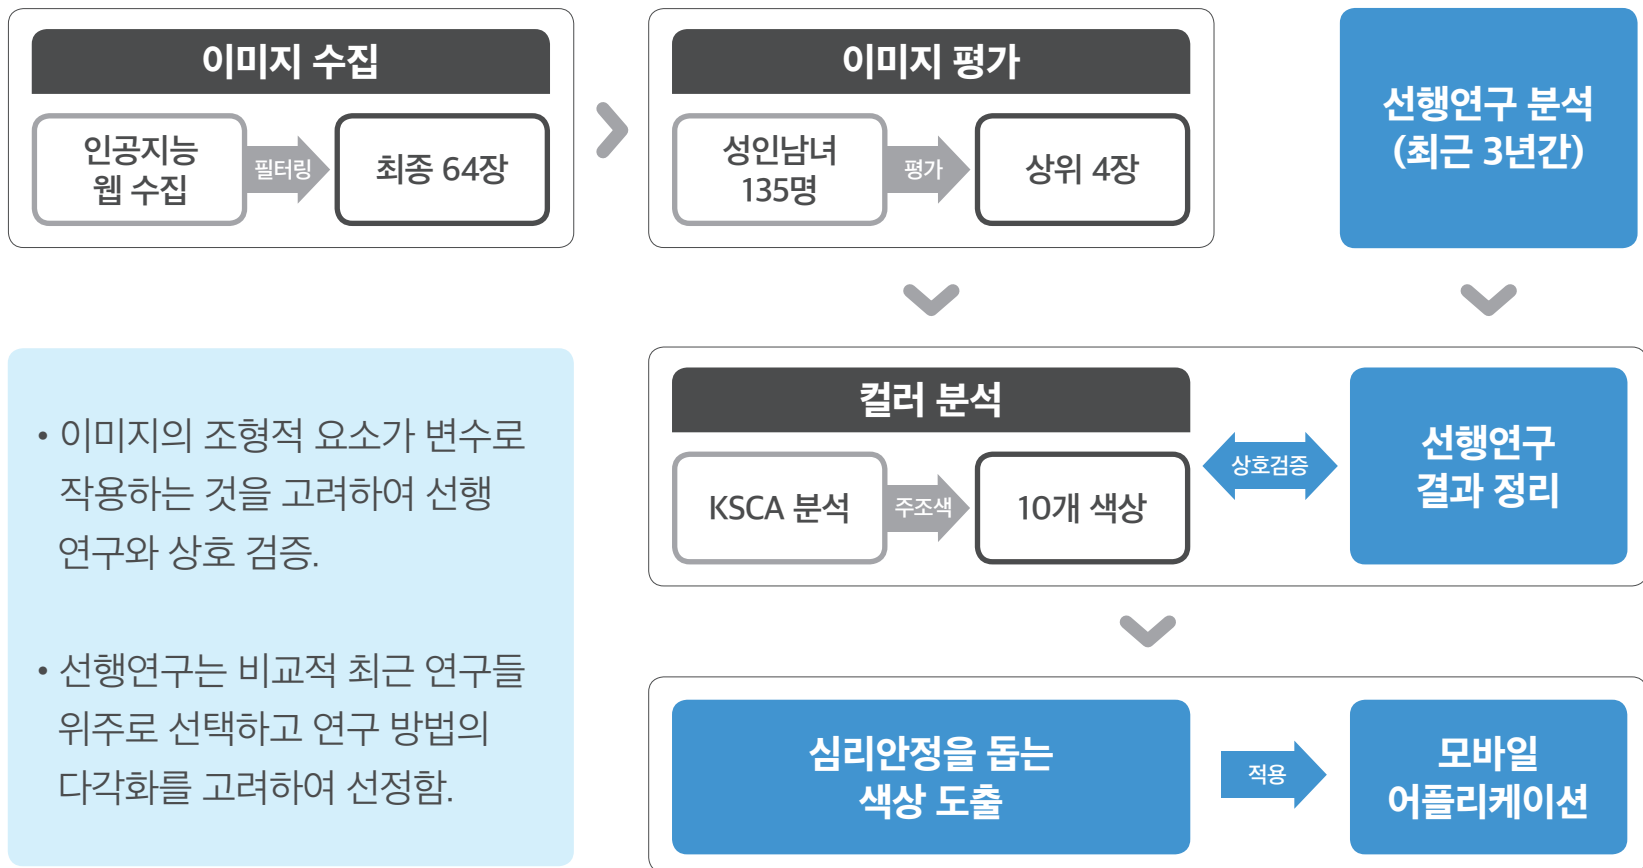 이미지 수집
인공지능
웹 수집
필터링
최종 64장
이미지 평가
성인남녀
135명
평가
상위 4장
선행연구 분석
(최근 3년간)
• 이미지의 조형적 요소가 변수로
작용하는 것을 고려하여 선행
연구와 상호 검증.
• 선행연구는 비교적 최근 연구들
위주로 선택하고 연구 방법의
다각화를 고려하여 선정함.
컬러 분석
KSCA 분석
주조색
10개 색상
상호검증
선행연구
결과 정리
심리안정을 돕는
색상 도출
적용
모바일
어플리케이션